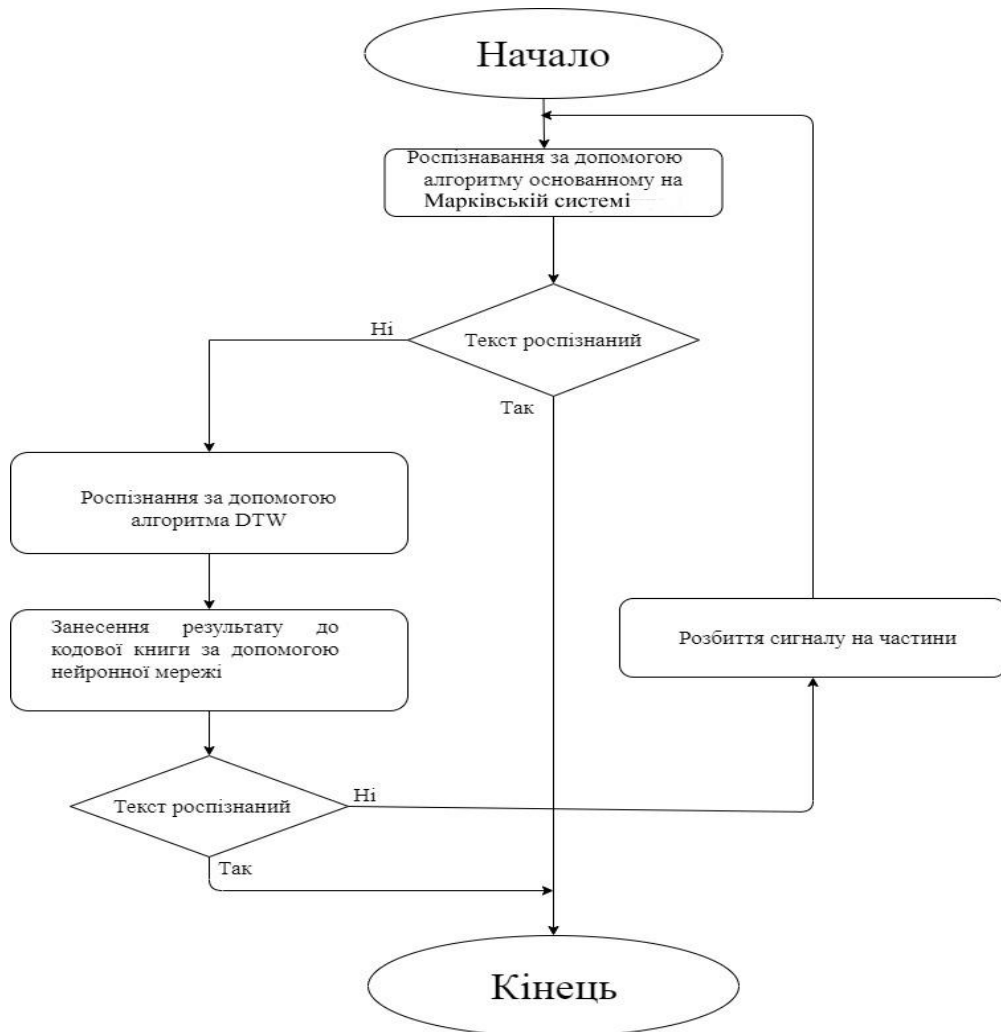 Начало
Роспізнавання за допомогою
алгоритму основанному на
Марківській системі
Ні
Текст роспізнаний
Так
Роспізнання за допомогою
алгоритма DTW
Занесення результату до
кодової книги за допомогою
нейронної мережі
Розбиття сигналу на частини
Текст роспізнаний
Ні
Так
Кінець